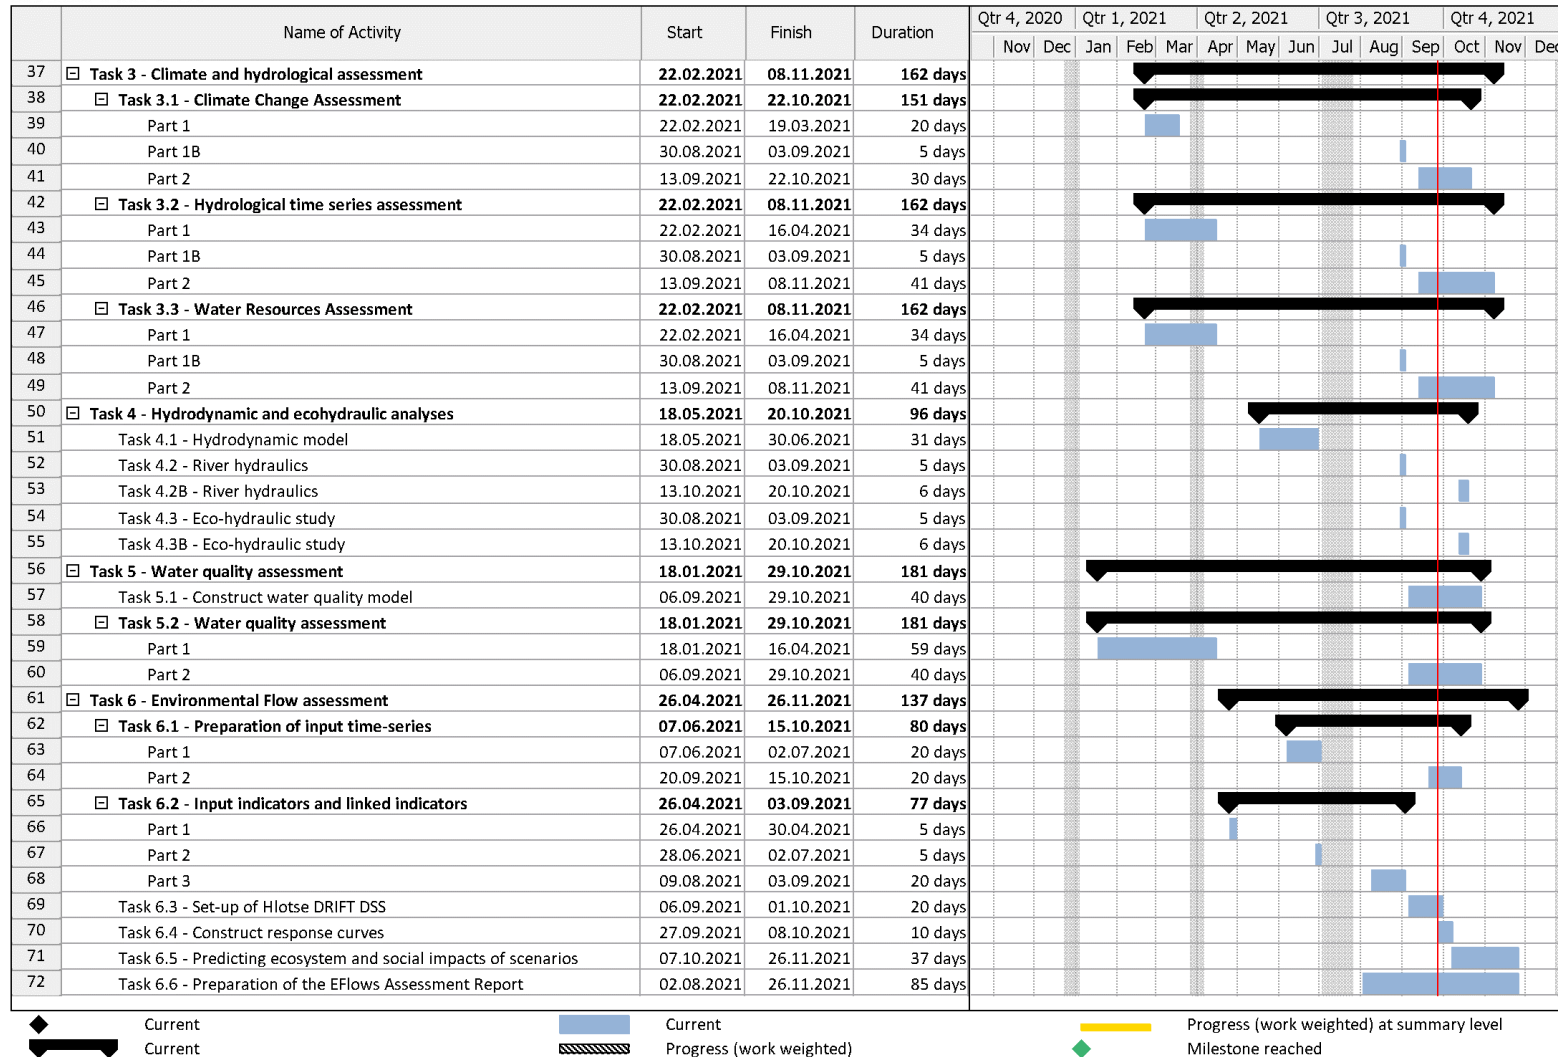 Name of Activity Start Finish Duration Qtr 4, 2020 Qtr 1, 2021 Qtr 2, 2021 Qtr 3, 2021 Qtr 4, 2021
Nov Dec Jan Feb Mar Apr May Jun Jul Aug Sep Oct Nov Dec
37 Task 3 - Climate and hydrological assessment 22.02.2021 08.11.2021 162 days
38 Task 3.1 - Climate Change Assessment 22.02.2021 22.10.2021 151 days
39 Part 1 22.02.2021 19.03.2021 20 days
40 Part 1B 30.08.2021 03.09.2021 5 days
41 Part 2 13.09.2021 22.10.2021 30 days
42 Task 3.2 - Hydrological time series assessment 22.02.2021 08.11.2021 162 days
43 Part 1 22.02.2021 16.04.2021 34 days
44 Part 1B 30.08.2021 03.09.2021 5 days
45 Part 2 13.09.2021 08.11.2021 41 days
46 Task 3.3 - Water Resources Assessment 22.02.2021 08.11.2021 162 days
47 Part 1 22.02.2021 16.04.2021 34 days
48 Part 1B 30.08.2021 03.09.2021 5 days
49 Part 2 13.09.2021 08.11.2021 41 days
50 Task 4 - Hydrodynamic and ecohydraulic analyses 18.05.2021 20.10.2021 96 days
51 Task 4.1 - Hydrodynamic model 18.05.2021 30.06.2021 31 days
52 Task 4.2 - River hydraulics 30.08.2021 03.09.2021 5 days
53 Task 4.2B - River hydraulics 13.10.2021 20.10.2021 6 days
54 Task 4.3 - Eco-hydraulic study 30.08.2021 03.09.2021 5 days
55 Task 4.3B - Eco-hydraulic study 13.10.2021 20.10.2021 6 days
56 Task 5 - Water quality assessment 18.01.2021 29.10.2021 181 days
57 Task 5.1 - Construct water quality model 06.09.2021 29.10.2021 40 days
58 Task 5.2 - Water quality assessment 18.01.2021 29.10.2021 181 days
59 Part 1 18.01.2021 16.04.2021 59 days
60 Part 2 06.09.2021 29.10.2021 40 days
61 Task 6 - Environmental Flow assessment 26.04.2021 26.11.2021 137 days
62 Task 6.1 - Preparation of input time-series 07.06.2021 15.10.2021 80 days
63 Part 1 07.06.2021 02.07.2021 20 days
64 Part 2 20.09.2021 15.10.2021 20 days
65 Task 6.2 - Input indicators and linked indicators 26.04.2021 03.09.2021 77 days
66 Part 1 26.04.2021 30.04.2021 5 days
67 Part 2 28.06.2021 02.07.2021 5 days
68 Part 3 09.08.2021 03.09.2021 20 days
69 Task 6.3 - Set-up of Hlotse DRIFT DSS 06.09.2021 01.10.2021 20 days
70 Task 6.4 - Construct response curves 27.09.2021 08.10.2021 10 days
71 Task 6.5 - Predicting ecosystem and social impacts of scenarios 07.10.2021 26.11.2021 37 days
72 Task 6.6 - Preparation of the EFlows Assessment Report 02.08.2021 26.11.2021 85 days
Current Current Progress (work weighted) at summary level
Current Progress (work weighted) Milestone reached